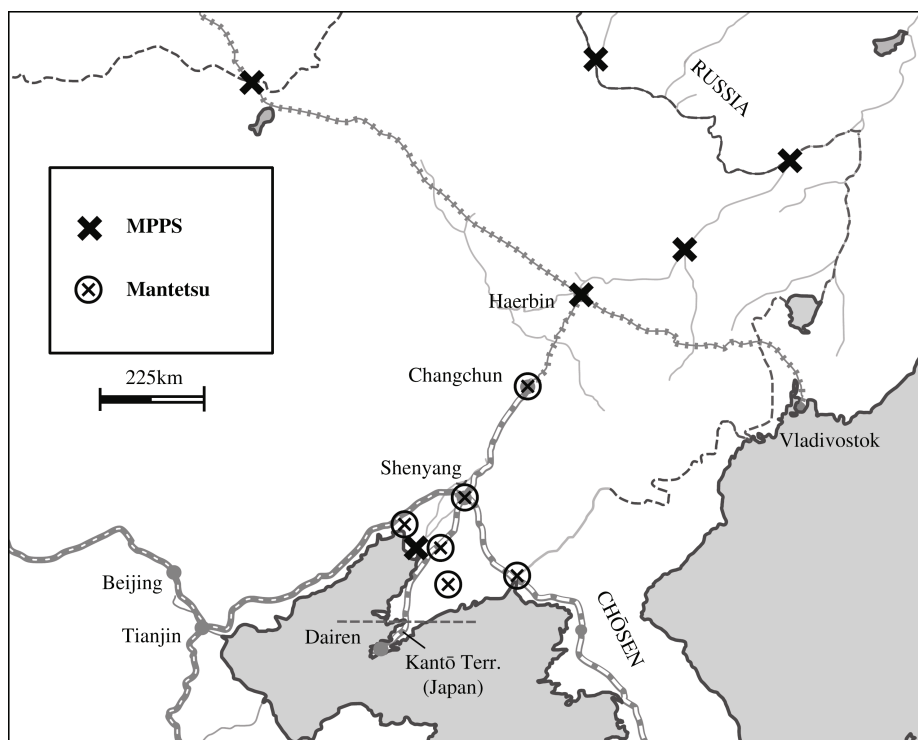 RUSSIA
MPPS
Mantetsu
Haerbin
225km
Changchun
Vladivostok
Shenyang
Beijing
Tianjin
Dairen
Kantō Terr.
(Japan)
CHŌSEN